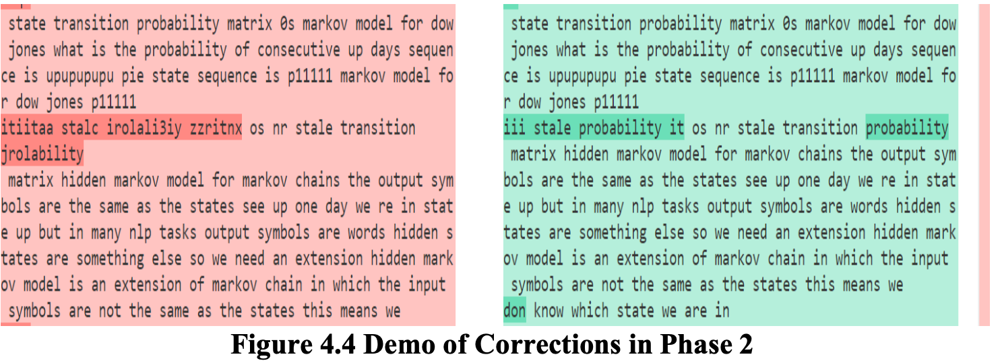 state transition probability matrix 0s markov model for dow
jones what is the probability of consecutive up days sequen
ce is upupupupu pie state sequence is p11111 markov model fo
r dow jones p11111
itiitaa stalc irolali3iy zzritnx os nr stale transition
jrolability
matrix hidden markov model for markov chains the output sym
bols are the same as the states see up one day we re in stat
e up but in many nlp tasks output symbols are words hidden s
tates are something else so we need an extension hidden mark
ov model is an extension of markov chain in which the input
symbols are not the same as the states this means we
state transition probability matrix 0s markov model for dow
jones what is the probability of consecutive up days sequen
ce is upupupupu pie state sequence is p11111 markov model fo
r dow jones p11111
iii stale probability it os nr stale transition probability
matrix hidden markov model for markov chains the output sym
bols are the same as the states see up one day we re in stat
e up but in many nlp tasks output symbols are words hidden s
tates are something else so we need an extension hidden mark
ov model is an extension of markov chain in which the input
symbols are not the same as the states this means we
don know which state we are in
Figure 4.4 Demo of Corrections in Phase 2